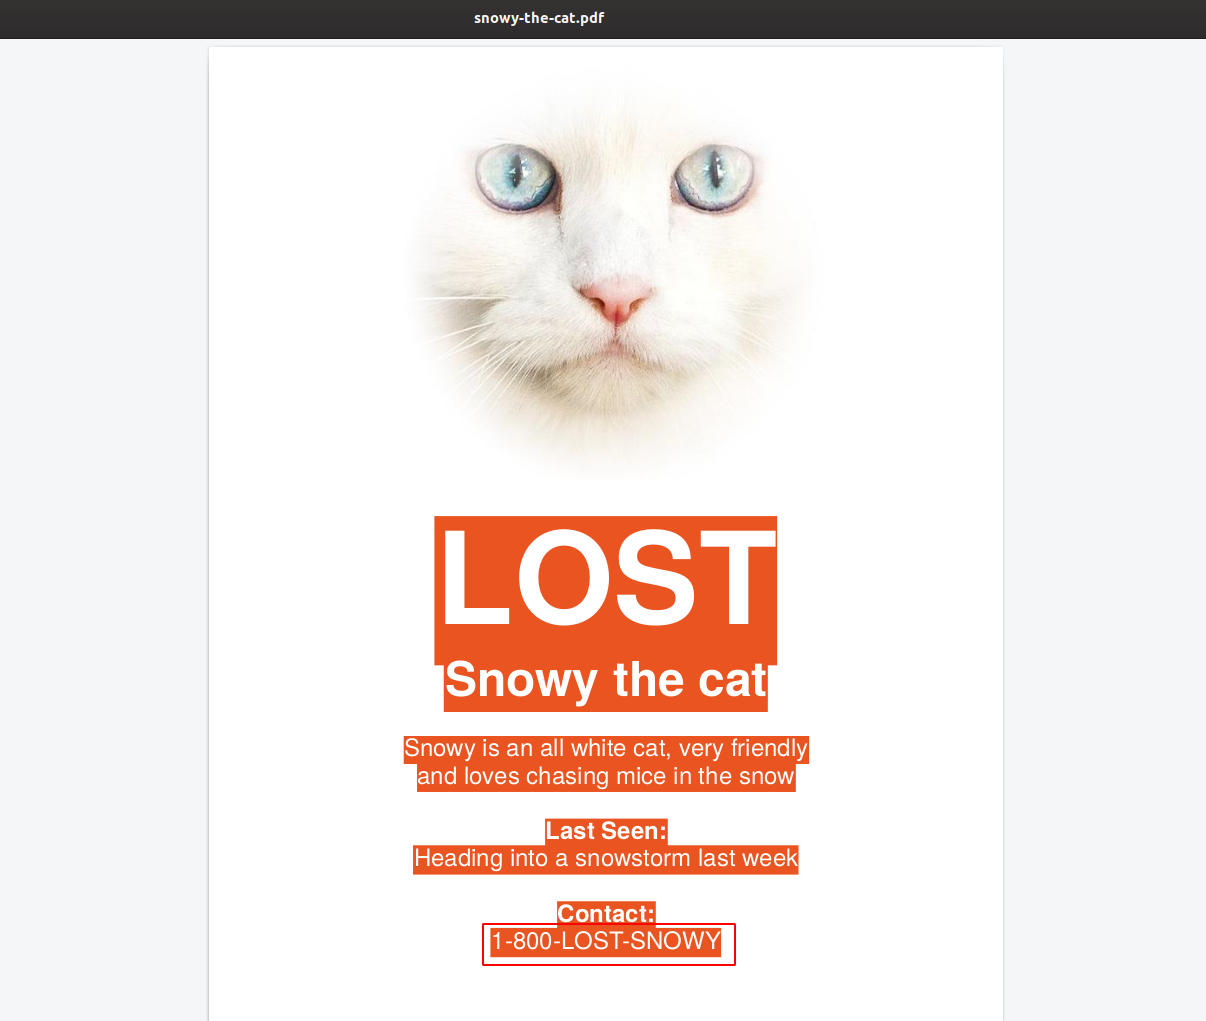 snowy-the-cat.pdf
LOST
Snowy the cat
Snowy is an all white cat, very friendly
and loves chasing mice in the snow
Last Seen:
Heading into a snowstorm last week
Contact:
1-800-LOST-SNOWY